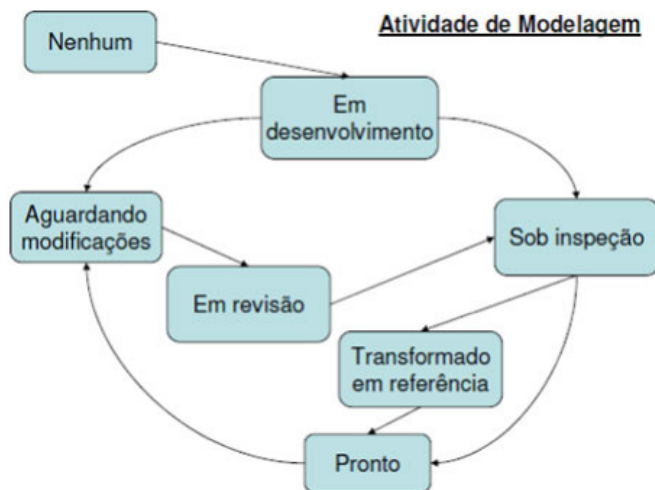 Atividade de Modelagem
Nenhum
Em
desenvolvimento
Aguardando
modificações
Sob inspeção
Em revisão
Transformado
em referência
Pronto